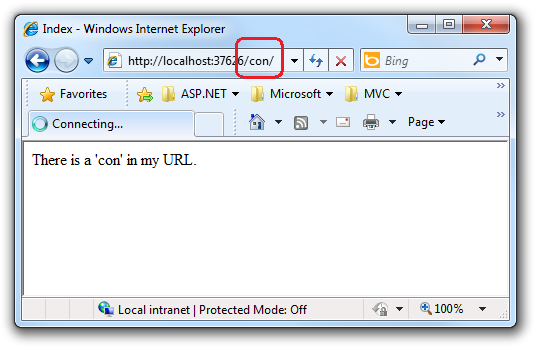 Index - Windows Internet Explorer
http://localhost:37626/con/
Bing
Favorites ASP.NET Microsoft MVC »
Connecting... Page »
There is a 'con' in my URL.
Local intranet | Protected Mode: Off 100%